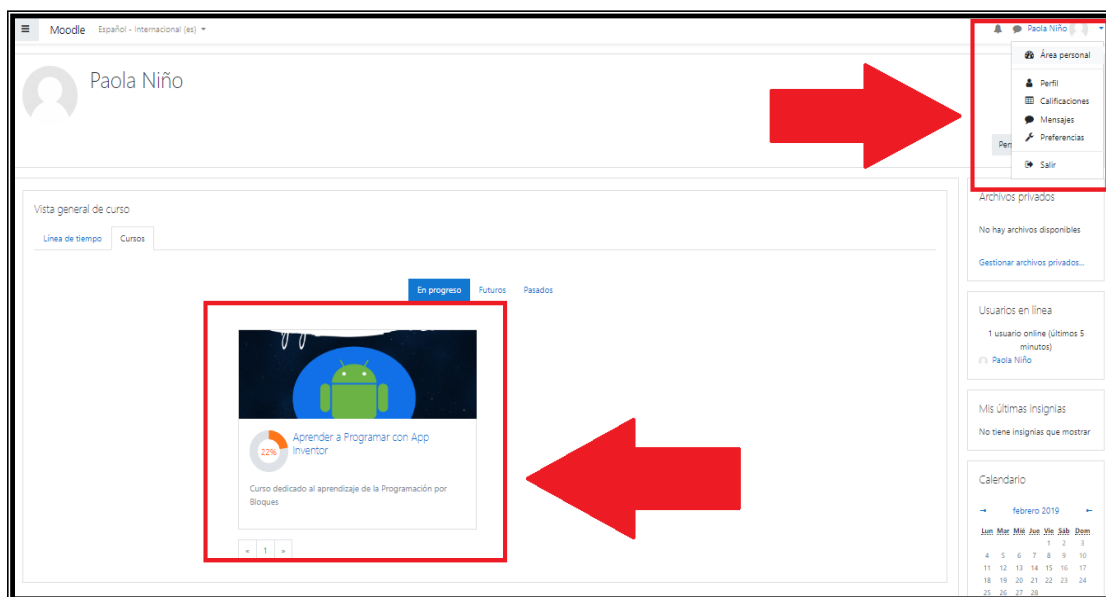 Moodle Español - Internacional (es)
Paola Niño
Área personal
Perfil
Calificaciones
Mensajes
Preferencias
Salir
Paola Niño
Vista general de curso
Línea de tiempo Cursos
En progreso Futuros Pasados
22%
Aprender a Programar con App
Inventor
Curso dedicado al aprendizaje de la Programación por
Bloques
« 1 »
Archivos privados
No hay archivos disponibles
Gestionar archivos privados...
Usuarios en línea
1 usuario online (últimos 5
minutos)
Paola Niño
Mis últimas insignias
No tiene insignias que mostrar
Calendario
febrero 2019
Lun Mar Mié Jue Vie Sáb Dom
1 2 3
4 5 6 7 8 9 10
11 12 13 14 15 16 17
18 19 20 21 22 23 24
25 26 27 28